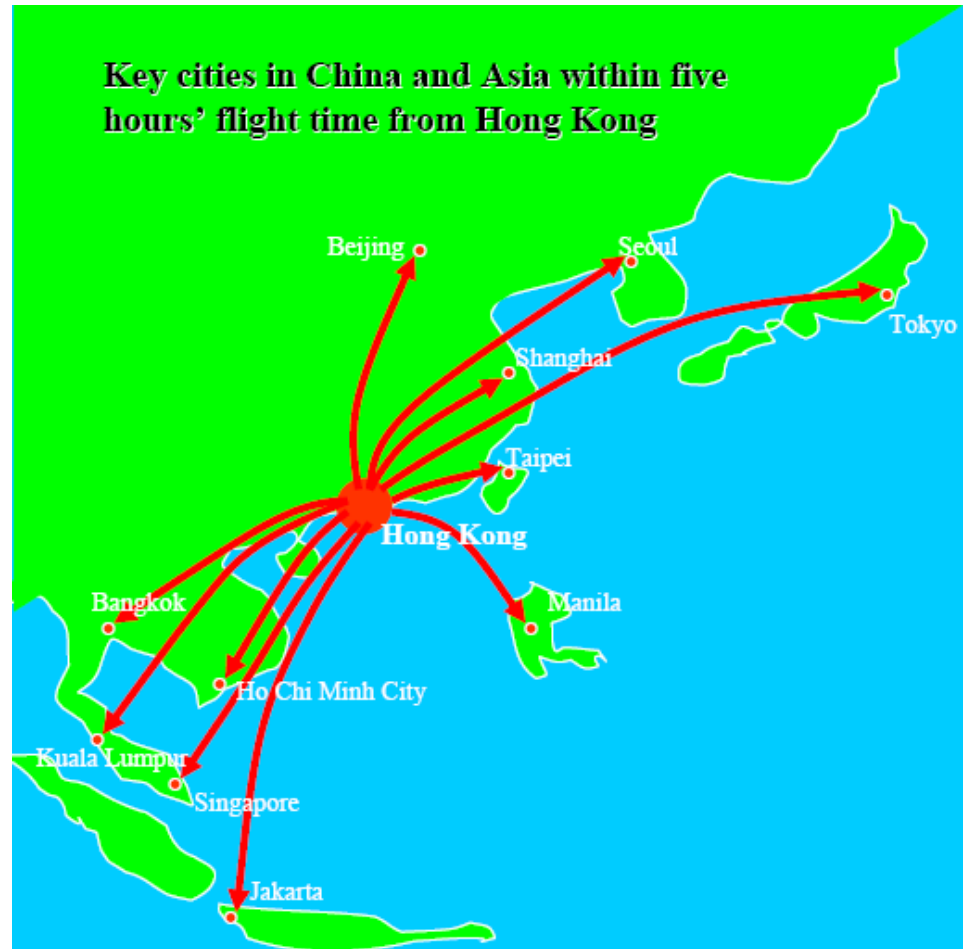 Key cities in China and Asia within five
hours’ flight time from Hong Kong
Beijing
Seoul
Tokyo
Shanghai
Taipei
Hong Kong
Bangkok
Manila
Ho Chi Minh City
Kuala Lumpur
Singapore
Jakarta